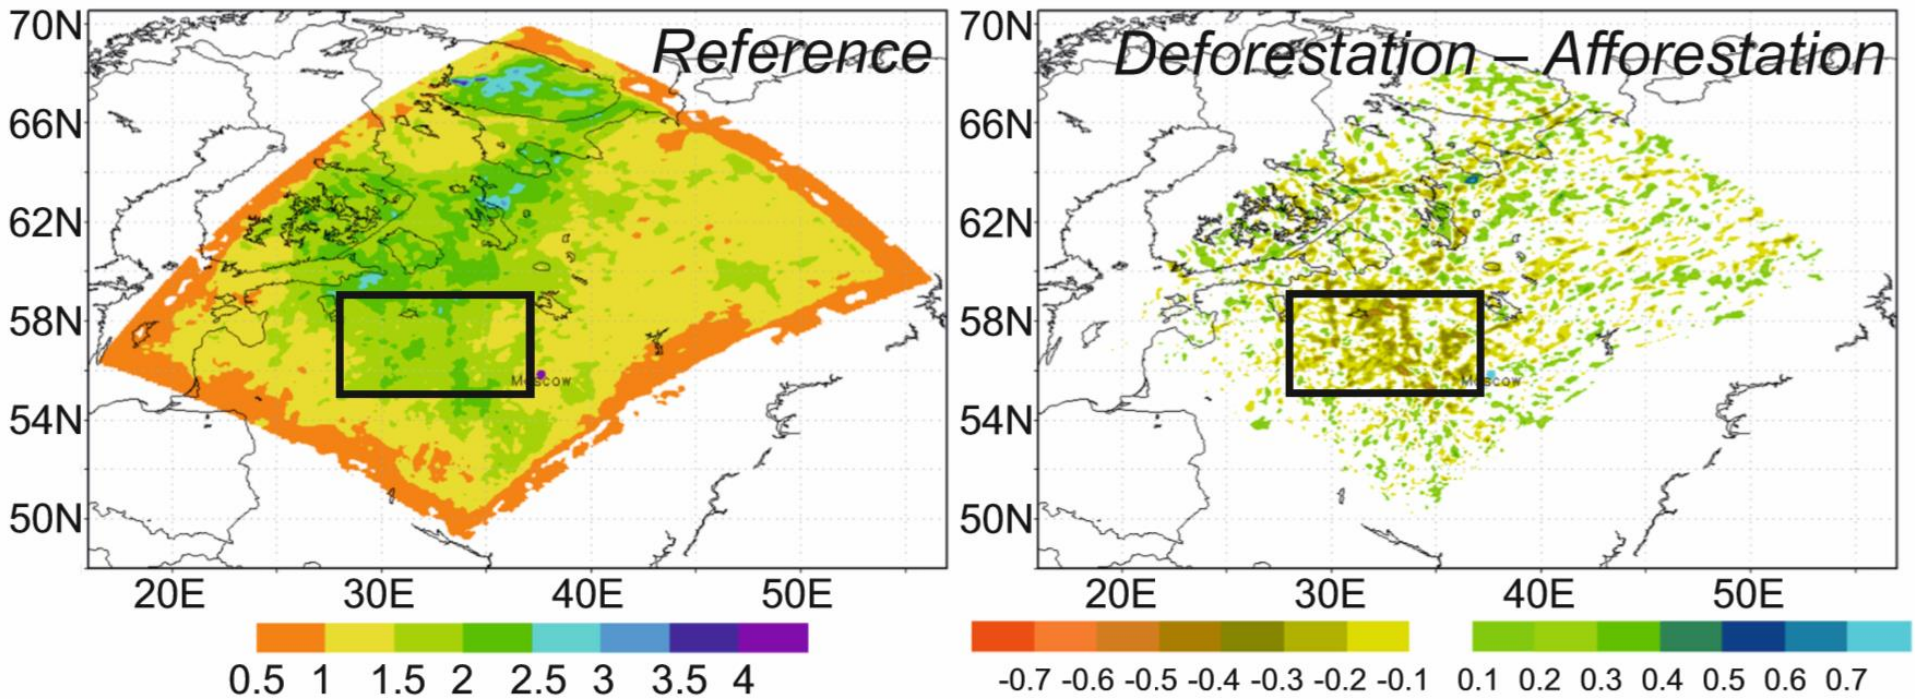 Reference
70N
66N
62N
58N
54N
50N
Moscow
20E 30E 40E 50E
0.5 1 1.5 2 2.5 3 3.5 4
Deforestation – Afforestation
70N
66N
62N
58N
54N
50N
Moscow
20E 30E 40E 50E
-0.7 -0.6 -0.5 -0.4 -0.3 -0.2 -0.1 0.1 0.2 0.3 0.4 0.5 0.6 0.7